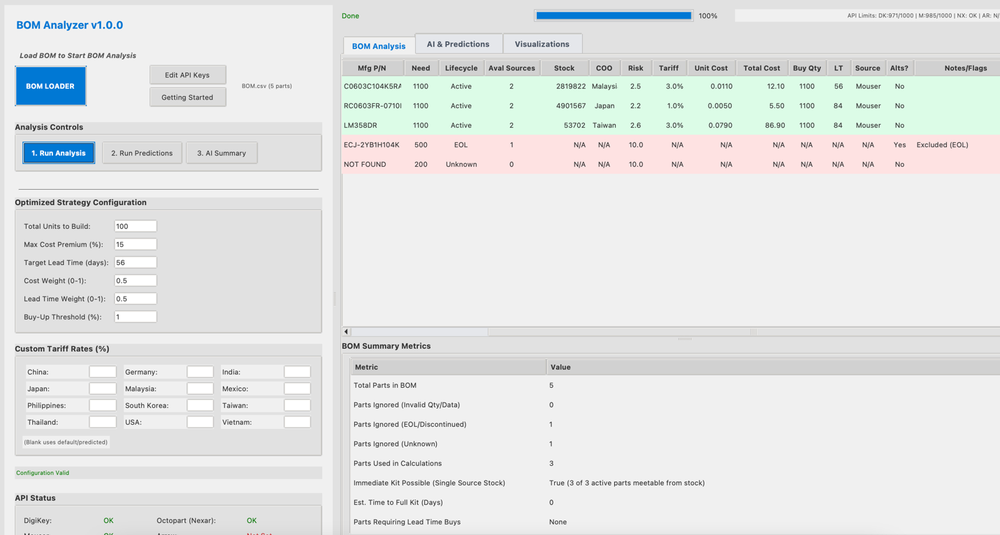 BOM Analyzer v1.0.0
Load BOM to Start BOM Analysis
BOM LOADER
Edit API Keys
Getting Started
BOM.csv (5 parts)
Analysis Controls
1. Run Analysis 2. Run Predictions 3. AI Summary
Optimized Strategy Configuration
Total Units to Build: 100
Max Cost Premium (%): 15
Target Lead Time (days): 56
Cost Weight (0-1): 0.5
Lead Time Weight (0-1): 0.5
Buy-Up Threshold (%): 1
Custom Tariff Rates (%)
China: Germany: India:
Japan: Malaysia: Mexico:
Philippines: South Korea: Taiwan:
Thailand: USA: Vietnam:
(Blank uses default/predicted)
Configuration Valid
API Status
DigiKey: OK Octopart (Nexar): OK
Done 100% API Limits: DK:971/1000 | M:985/1000 | NX: OK | AR: N/
BOM Analysis AI & Predictions Visualizations
Mfg P/N Need Lifecycle Aval Sources Stock COO Risk Tariff Unit Cost Total Cost Buy Qty LT Source Alts? Notes/Flags
C0603C104K5RA 1100 Active 2 2819822 Malaysi 2.5 3.0% 0.0110 12.10 1100 56 Mouser No
RC0603FR-0710 1100 Active 2 4901567 Japan 2.2 1.0% 0.0050 5.50 1100 84 Mouser No
LM358DR 1100 Active 2 53702 Taiwan 2.6 3.0% 0.0790 86.90 1100 84 Mouser No
ECJ-2YB1H104K 500 EOL 1 N/A N/A 10.0 N/A N/A N/A N/A N/A N/A Yes Excluded (EOL)
NOT FOUND 200 Unknown 0 N/A N/A 10.0 N/A N/A N/A N/A N/A N/A No
BOM Summary Metrics
Metric Value
Total Parts in BOM 5
Parts Ignored (Invalid Qty/Data) 0
Parts Ignored (EOL/Discontinued) 1
Parts Ignored (Unknown) 1
Parts Used in Calculations 3
Immediate Kit Possible (Single Source Stock) True (3 of 3 active parts meetable from stock)
Est. Time to Full Kit (Days) 0
Parts Requiring Lead Time Buys None